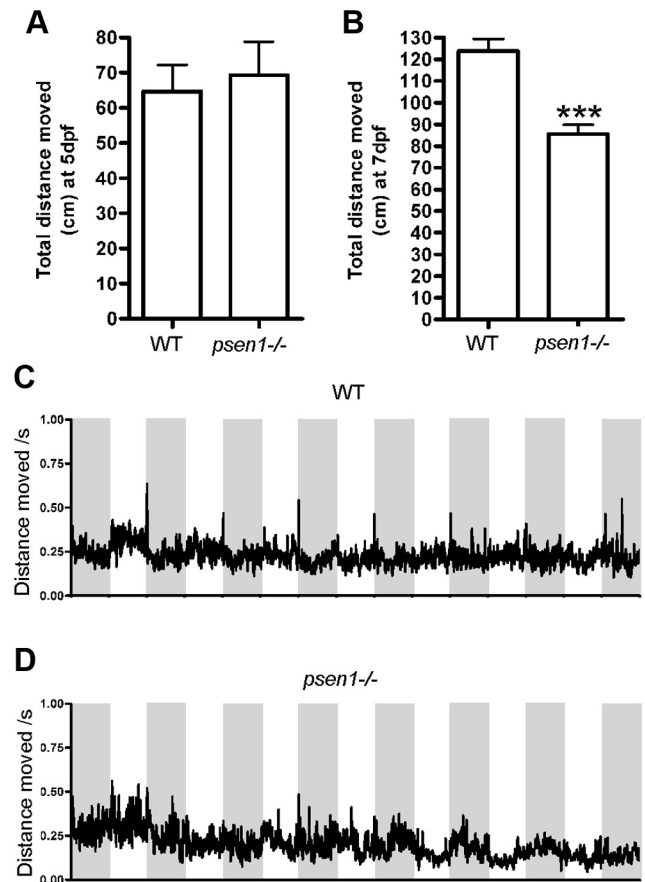 A
Total distance moved
(cm) at 5dpf
80
70
60
50
40
30
20
10
0
WT
psen1-/-
B
Total distance moved
(cm) at 7dpf
130
120
110
100
90
80
70
60
50
40
30
20
10
0
***
WT
psen1-/-
C
WT
Distance moved /s
1.00
0.75
0.50
0.25
0.00
D
psen1-/-
Distance moved /s
1.00
0.75
0.50
0.25
0.00